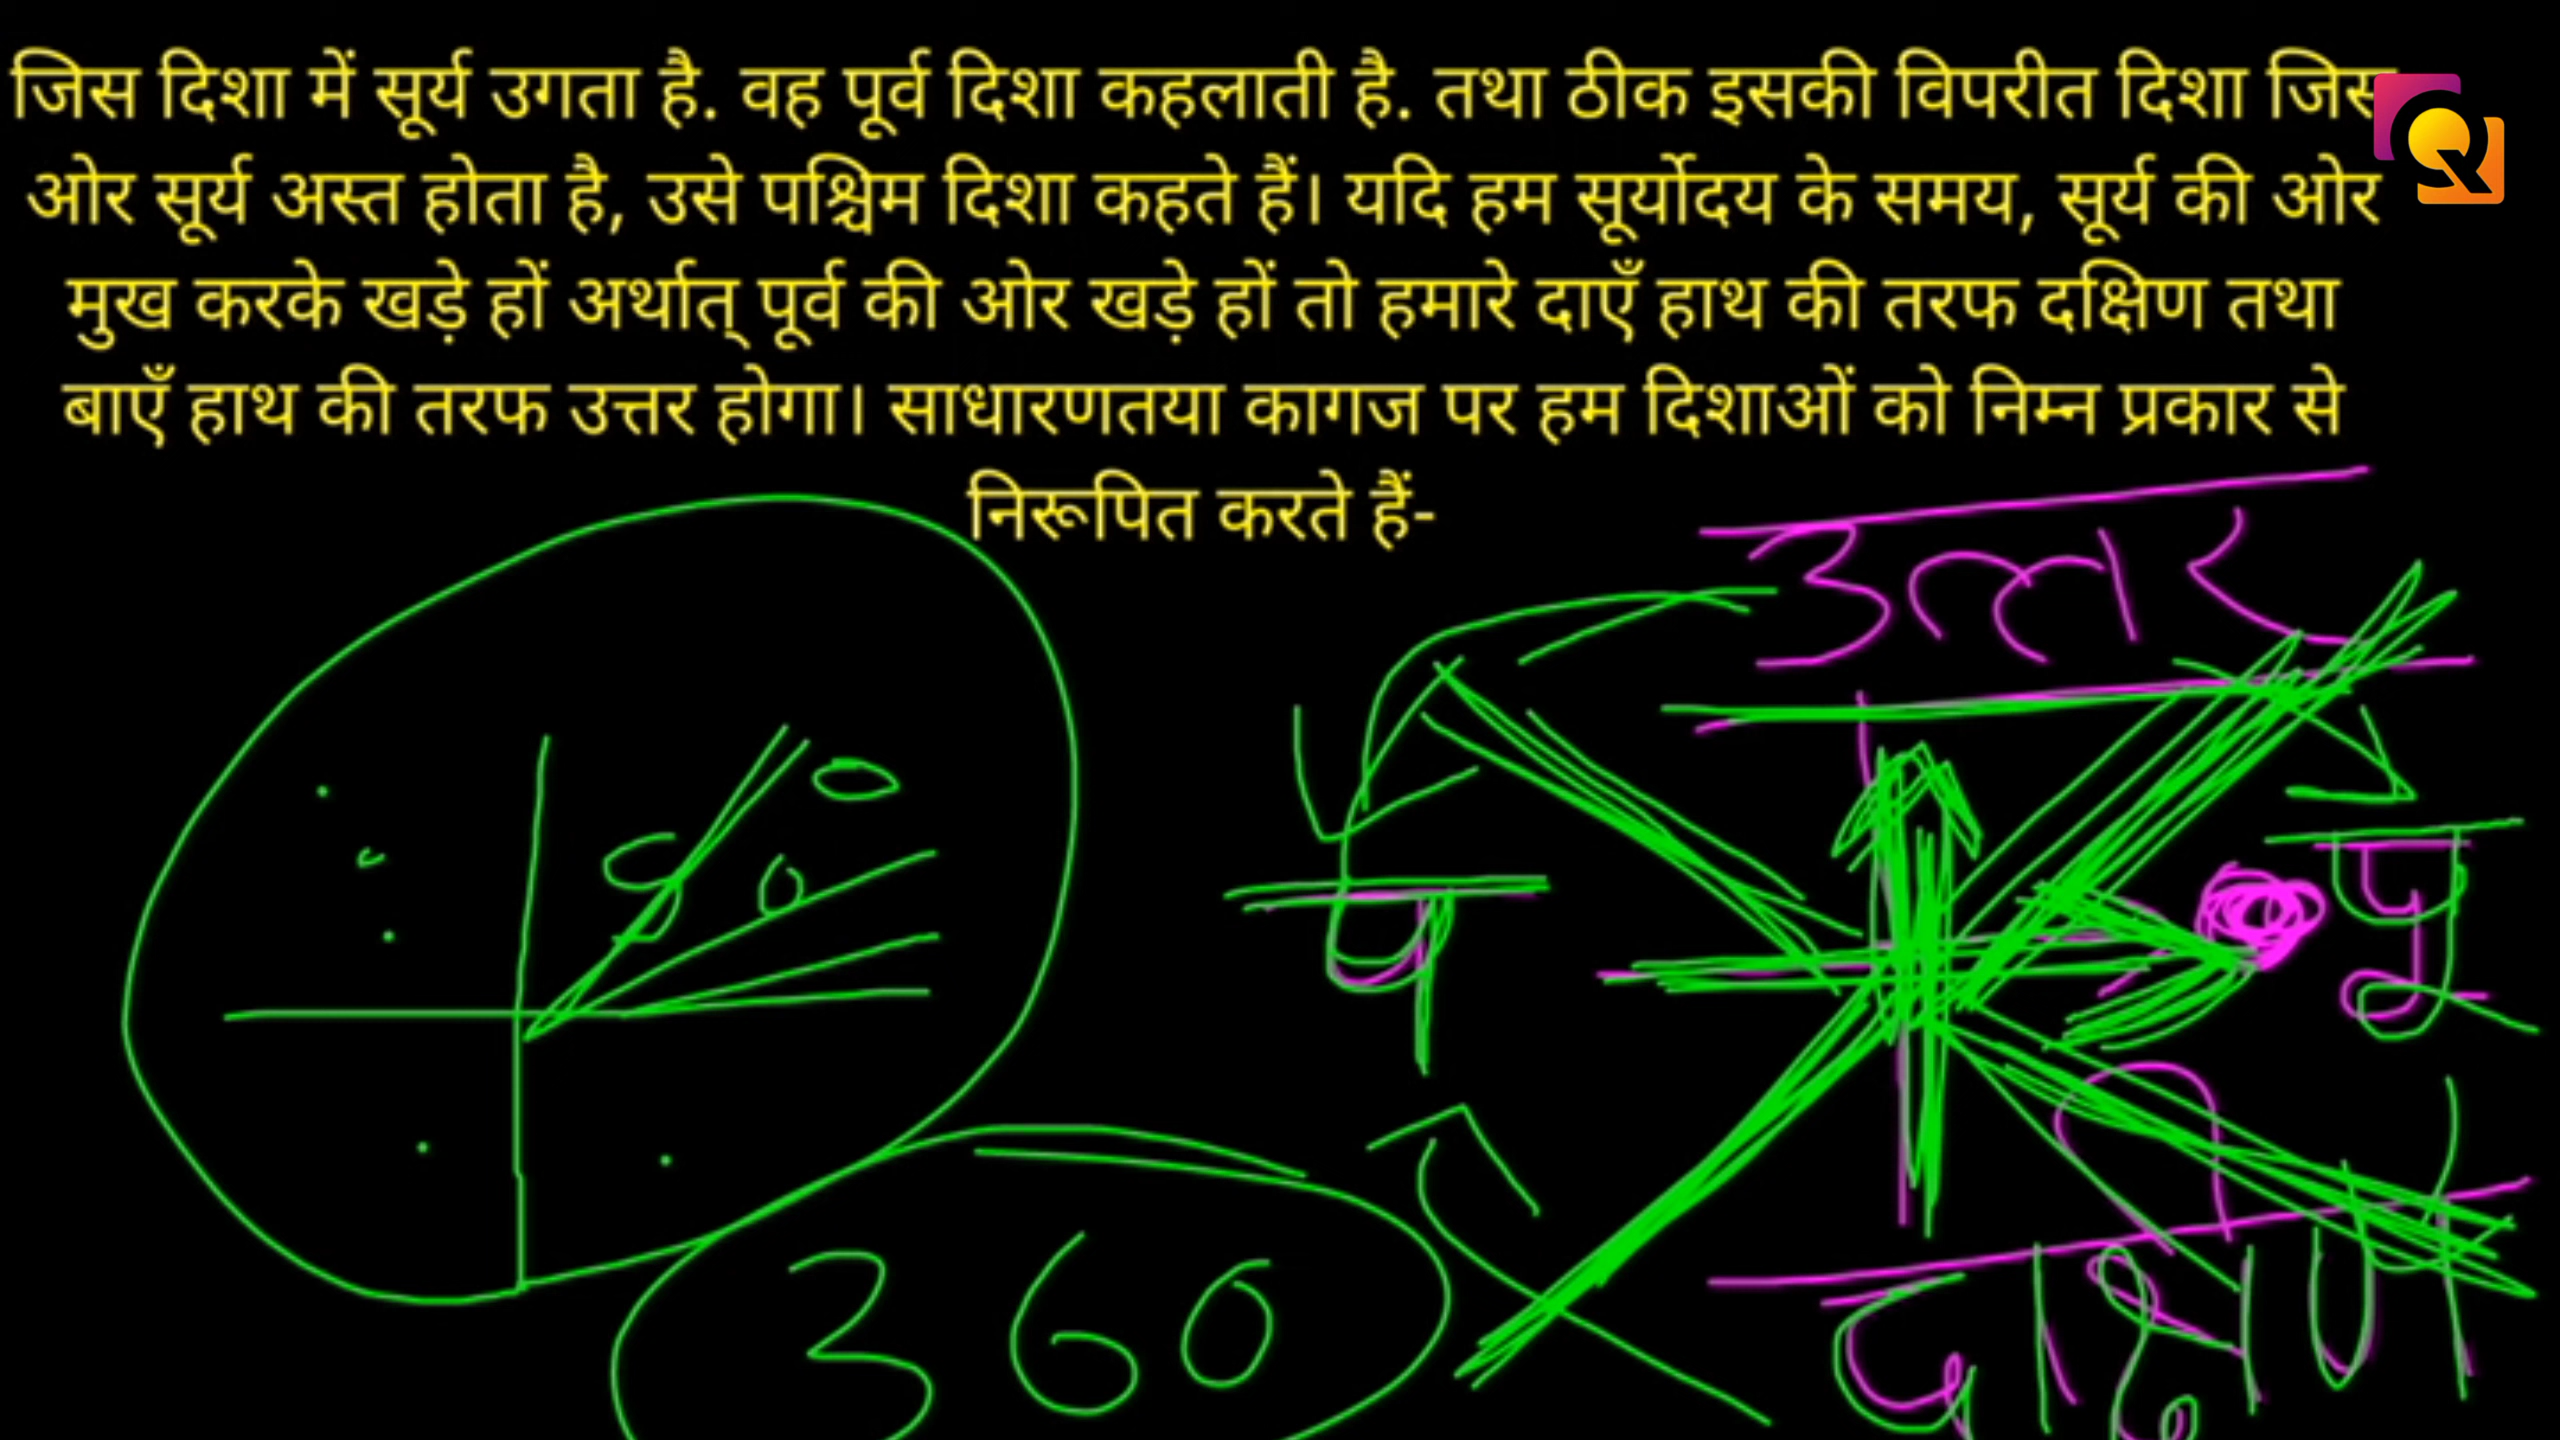 जिस दिशा में सूर्य उगता है. वह पूर्व दिशा कहलाती है. तथा ठीक इसकी विपरीत दिशा जिस
ओर सूर्य अस्त होता है, उसे पश्चिम दिशा कहते हैं। यदि हम सूर्योदय के समय, सूर्य की ओर
मुख करके खड़े हों अर्थात् पूर्व की ओर खड़े हों तो हमारे दाएँ हाथ की तरफ दक्षिण तथा
बाएँ हाथ की तरफ उत्तर होगा। साधारणतया कागज पर हम दिशाओं को निम्न प्रकार से
निरूपित करते हैं-
उत्तर
प
पू
360